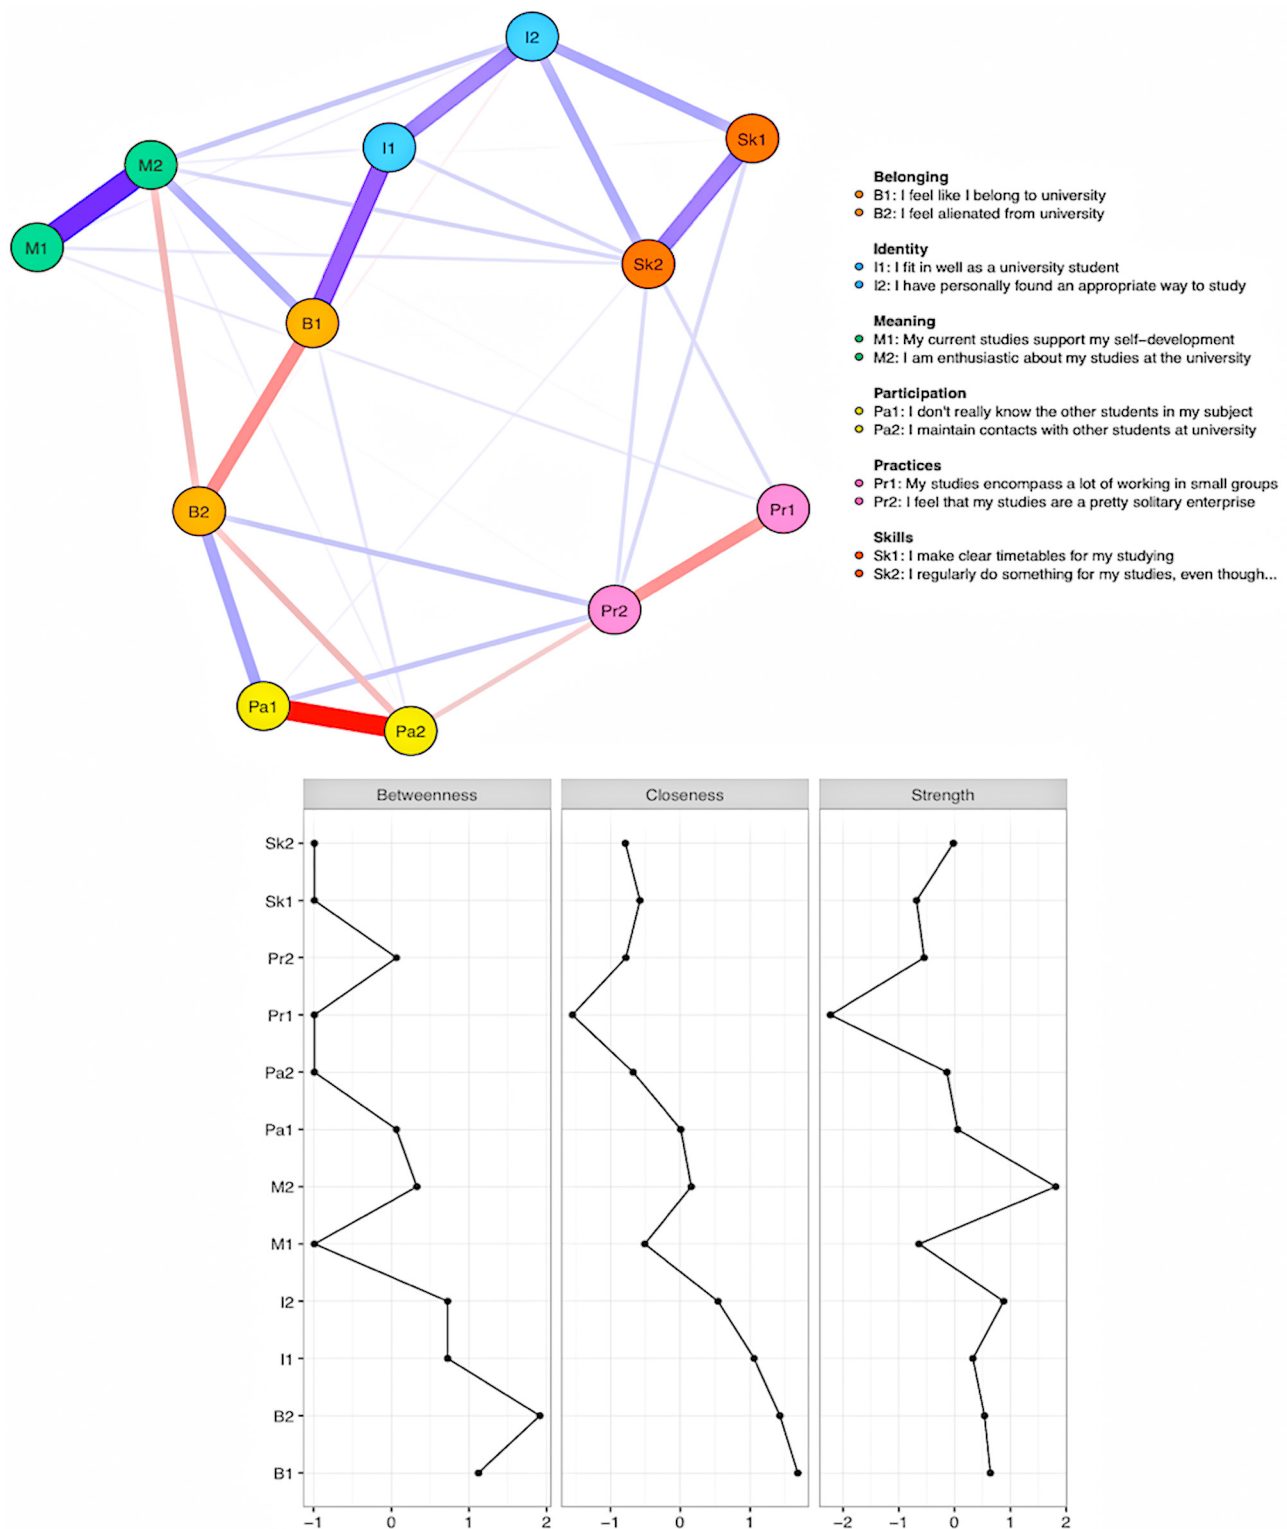 I2
I1
Sk1
M2
M1
Sk2
B1
B2
Pr1
Pr2
Pa1
Pa2
Belonging
B1: I feel like I belong to university
B2: I feel alienated from university
Identity
I1: I fit in well as a university student
I2: I have personally found an appropriate way to study
Meaning
M1: My current studies support my self-development
M2: I am enthusiastic about my studies at the university
Participation
Pa1: I don't really know the other students in my subject
Pa2: I maintain contacts with other students at university
Practices
Pr1: My studies encompass a lot of working in small groups
Pr2: I feel that my studies are a pretty solitary enterprise
Skills
Sk1: I make clear timetables for my studying
Sk2: I regularly do something for my studies, even though...
Betweenness Closeness Strength
Sk2
Sk1
Pr2
Pr1
Pa2
Pa1
M2
M1
I2
I1
B2
B1
-1 0 1 2 -1 0 1 -2 -1 0 1 2